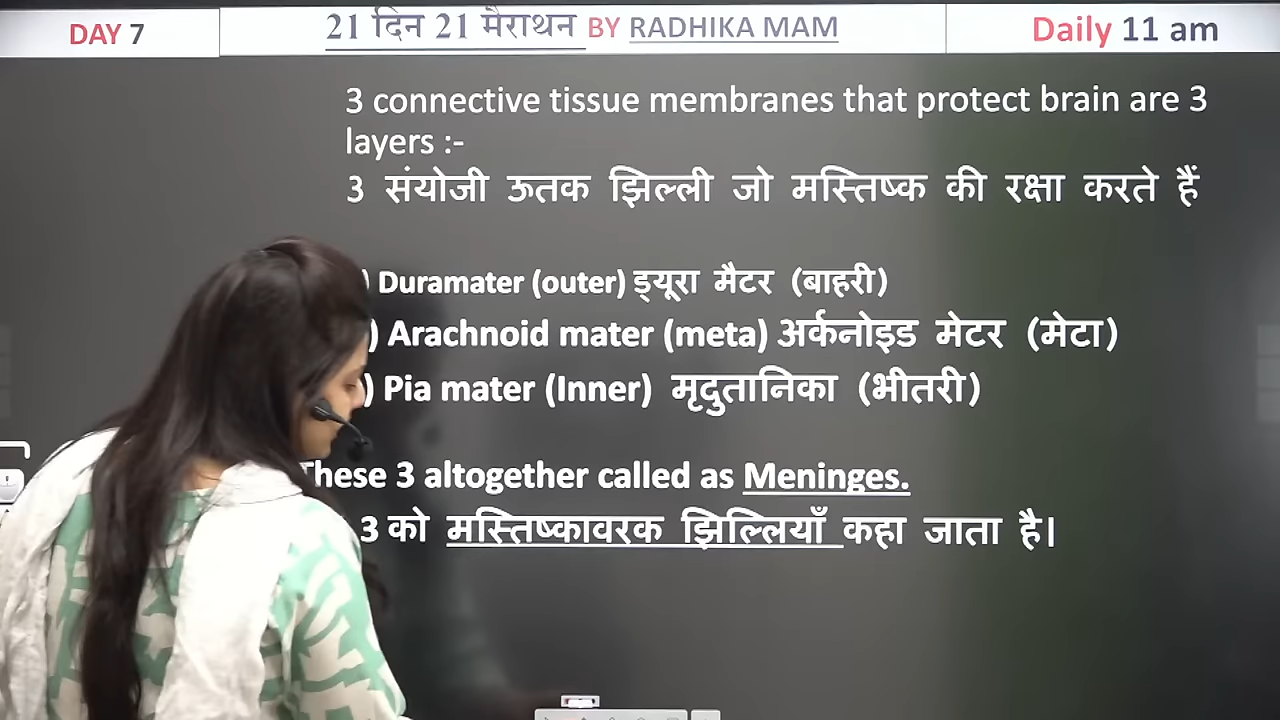 DAY 7
21 दिन 21 मैराथन BY RADHIKA MAM
Daily 11 am
3 connective tissue membranes that protect brain are 3
layers :-
3 संयोजी ऊतक झिल्ली जो मस्तिष्क की रक्षा करते हैं
) Duramater (outer) ड्यूरा मैटर (बाहरी)
) Arachnoid mater (meta) अर्कनोइड मेटर (मेटा)
) Pia mater (Inner) मृदुतानिका (भीतरी)
These 3 altogether called as Meninges.
3 को मस्तिष्कावरक झिल्लियाँ कहा जाता है।